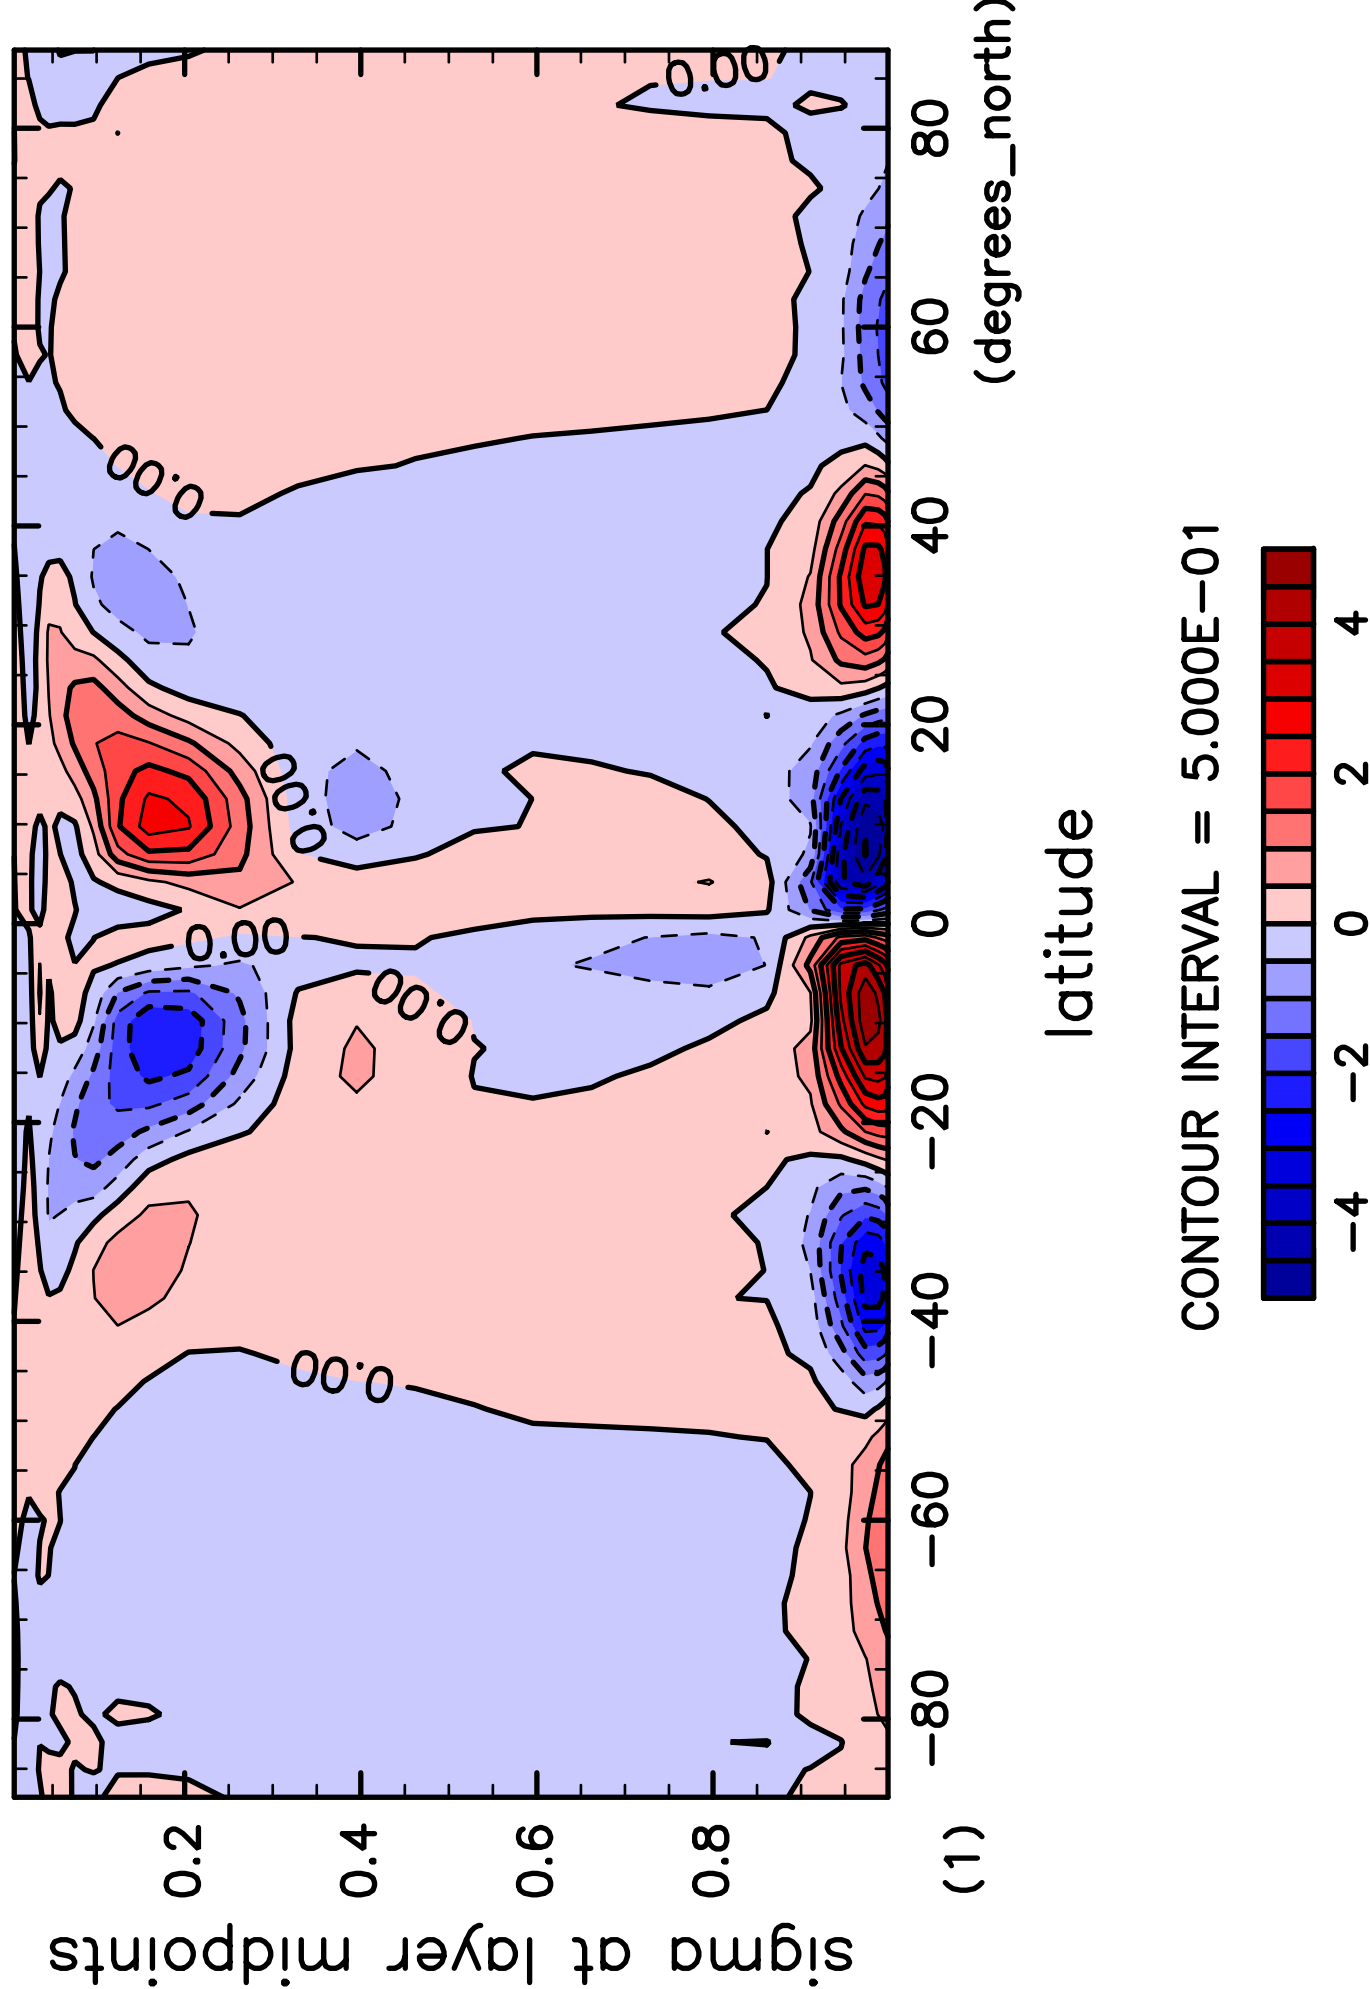 sigma at layer midpoints
0.2
0.4
0.6
0.8
(1)
0.00
0.00
0.00
0.00
0.00
0.00
−80 −60 −40 −20 0 20 40 60 80
latitude (degrees_north)
CONTOUR INTERVAL = 5.000E−01
−4 −2 0 2 4